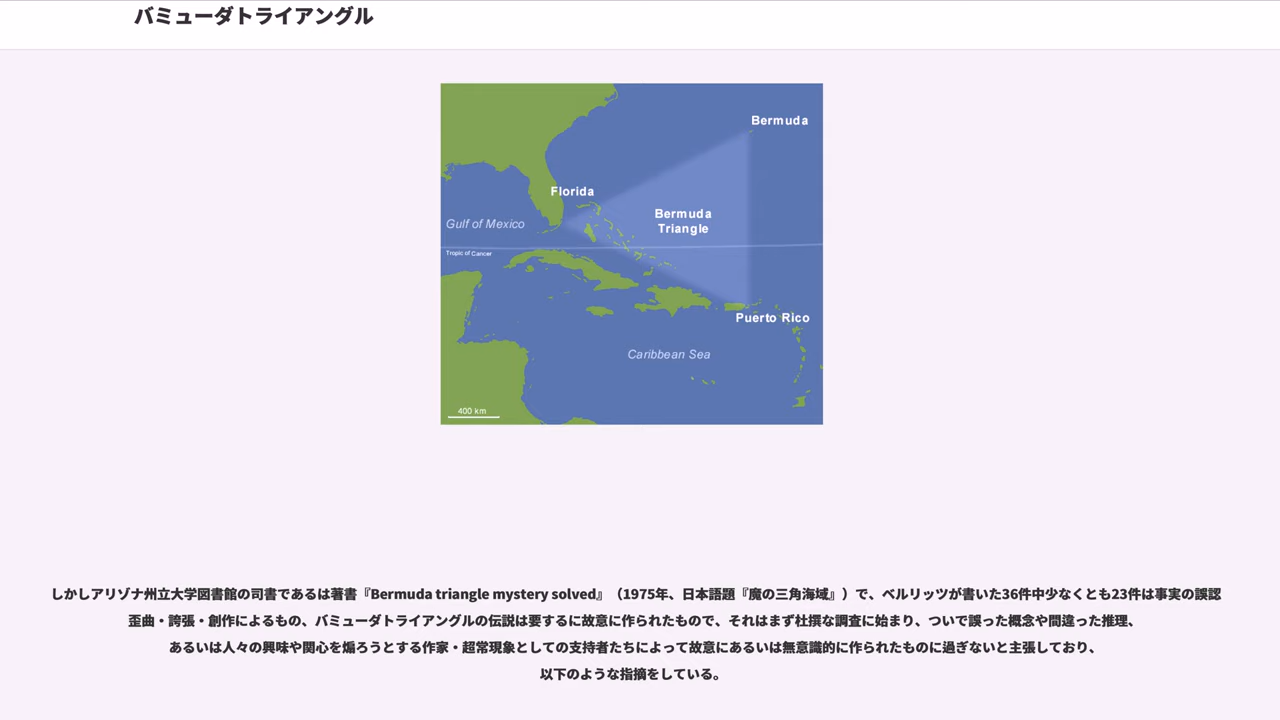 バミューダトライアングル
Bermuda
Florida
Bermuda
Triangle
Gulf of Mexico
Tropic of Cancer
Puerto Rico
Caribbean Sea
400 km
しかしアリゾナ州立大学図書館の司書であるは著書『Bermuda triangle mystery solved』（1975年、日本語題『魔の三角海域』）で、ベルリッツが書いた36件中少なくとも23件は事実の誤認
歪曲・誇張・創作によるもの、バミューダトライアングルの伝説は要するに故意に作られたもので、それはまず杜撰な調査に始まり、ついで誤った概念や間違った推理、
あるいは人々の興味や関心を煽ろうとする作家・超常現象としての支持者たちによって故意にあるいは無意識的に作られたものに過ぎないと主張しており、
以下のような指摘をしている。